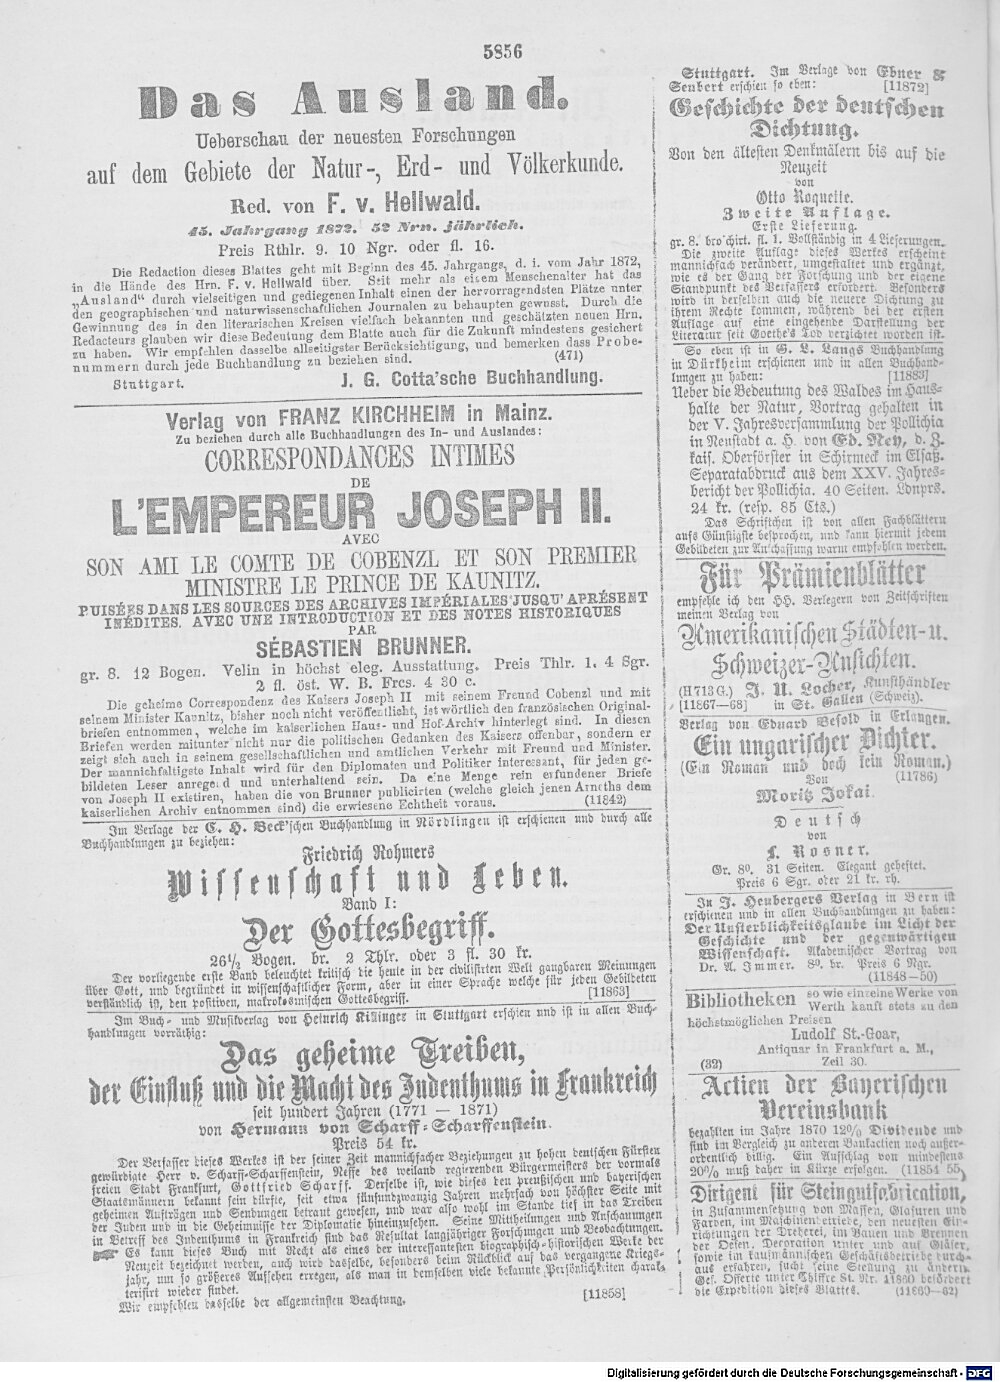 5856
Das Ausland.
Ueberschau der neuesten Forschungen
auf dem Gebiete der Natur-, Erd- und Völkerkunde.
Red. von F. v. Hellwald.
45. Jahrgang 1872. 52 Nrn. jährlich.
Preis Rthlr. 9. 10 Ngr. oder fl. 16.
Die Redaction dieses Blattes geht mit Beginn des 45. Jahrgangs, d. i. vom Jahr 1872,
in die Hände des Hrn. F. v. Hellwald über. Seit mehr als einem Menschenalter hat das
„Ausland“ durch vielseitigen und gediegenen Inhalt einen der hervorragendsten Plätze unter
den geographischen und naturwissenschaftlichen Journalen zu behaupten gewusst. Durch die
Gewinnung des in den literarischen Kreisen vielfach bekannten und geschätzten neuen Hrn.
Redacteurs glauben wir diese Bedeutung dem Blatte auch für die Zukunft mindestens gesichert
zu haben. Wir empfehlen dasselbe allseitigster Berücksichtigung, und bemerken dass Probe-
nummern durch jede Buchhandlung zu beziehen sind. (471)
Stuttgart. J. G. Cotta'sche Buchhandlung.
Verlag von FRANZ KIRCHHEIM in Mainz.
Zu beziehen durch alle Buchhandlungen des In- und Auslandes:
CORRESPONDANCES INTIMES
DE
L'EMPEREUR JOSEPH II.
AVEC
SON AMI LE COMTE DE COBENZL ET SON PREMIER
MINISTRE LE PRINCE DE KAUNITZ.
PUISÉES DANS LES SOURCES DES ARCHIVES IMPÉRIALES JUSQU' APRÉSENT
INÉDITES. AVEC UNE INTRODUCTION ET DES NOTES HISTORIQUES
PAR
SÉBASTIEN BRUNNER.
gr. 8. 12 Bogen. Velin in höchst eleg. Ausstattung. Preis Thlr. 1. 4 Sgr.
2 fl. öst. W. B. Frcs. 4 30 c.
Die geheime Correspondenz des Kaisers Joseph II mit seinem Freund Cobenzl und mit
seinem Minister Kaunitz, bisher noch nicht veröffentlicht, ist wörtlich den französischen Original-
briefen entnommen, welche im kaiserlichen Haus- und Hof-Archiv hinterlegt sind. In diesen
Briefen werden mitunter nicht nur die politischen Gedanken des Kaisers offenbar, sondern er
zeigt sich auch in seinem gesellschaftlichen und amtlichen Verkehr mit Freund und Minister.
Der mannichfaltigste Inhalt wird für den Diplomaten und Politiker interessant, für jeden ge-
bildeten Leser anregend und unterhaltend sein. Da eine Menge rein erfundener Briefe
von Joseph II existiren, haben die von Brunner publicirten (welche gleich jenen Arneths dem
kaiserlichen Archiv entnommen sind) die erwiesene Echtheit voraus. (11842)
Im Verlage der C. H. Beck'schen Buchhandlung in Nördlingen ist erschienen und durch alle
Buchhandlungen zu beziehen:
Friedrich Rohmers
Wissenschaft und Leben.
Band I:
Der Gottesbegriff.
26½ Bogen. br. 2 Thlr. oder 3 fl. 30 kr.
Der vorliegende erste Band beleuchtet kritisch die heute in der civilisirten Welt gangbaren Meinungen
über Gott, und begründet in wissenschaftlicher Form, aber in einer Sprache welche für jeden Gebildeten
verständlich ist, den positiven, makrokosmischen Gottesbegriff. [11863]
Im Buch- und Musikverlag von Heinrich Killinger in Stuttgart erschien und ist in allen Buch-
handlungen vorräthig:
Das geheime Treiben,
der Einfluß und die Macht des Judenthums in Frankreich
seit hundert Jahren (1771 — 1871)
von Hermann von Scharff-Scharffenstein.
Preis 54 kr.
Der Verfasser dieses Werkes ist der seiner Zeit mannichfacher Beziehungen zu hohen deutschen Fürsten
gewürdigte Herr v. Scharff-Scharffenstein, Neffe des weiland regierenden Bürgermeisters der vormals
freien Stadt Franfurt, Gottfried Scharff. Derselbe ist, wie dieses den preußischen und bayerischen
Staatsmännern bekannt sein dürfte, seit etwa fünfundzwanzig Jahren mehrfach von höchster Seite mit
geheimen Aufträgen und Sendungen betraut gewesen, und war also wohl im Stande tief in das Treiben
der Juden und in die Geheimnisse der Diplomatie hineinzusehen. Seine Mittheilungen und Anschauungen
in Betreff des Judenthums in Frankreich sind das Resultat langjähriger Forschungen und Beobachtungen.
Es kann dieses Buch mit Recht als eines der interessantesten biographisch-historischen Werke der
Neuzeit bezeichnet werden, auch wird dasselbe, besonders beim Rückblick auf das vergangene Kriegs-
jahr, um so größeres Aufsehen erregen, als man in demselben viele bekannte Persönlichkeiten charak-
terisirt wieder findet.
Wir empfehlen dasselbe der allgemeinsten Beachtung. [11858]
Stuttgart. Im Verlage von Ebner &
Seubert erschien so eben: [11872]
Geschichte der deutschen
Dichtung.
Von den ältesten Denkmälern bis auf die
Neuzeit
von
Otto Roquette.
Zweite Auflage.
Erste Lieferung.
gr. 8. brochirt. fl. 1. Vollständig in 4 Lieferungen.
Die zweite Auflage dieses Werkes erscheint
mannichfach verändert, umgestaltet und ergänzt,
wie es der Gang der Forschung und der eigene
Standpunkt des Verfassers erfordert. Besonders
wird in derselben auch die neuere Dichtung zu
ihrem Rechte kommen, während bei der ersten
Auflage auf eine eingehende Darstellung der
Literatur seit Goethe's Tod verzichtet worden ist.
So eben ist in G. L. Langs Buchhandlung
in Dürkheim erschienen und in allen Buchhand-
lungen zu haben: [11883]
Ueber die Bedeutung des Waldes im Haus-
halte der Natur, Vortrag gehalten in
der V. Jahresversammlung der Pollichia
in Neustadt a. H. von Ed. Ney, d. Z.
kais. Oberförster in Schirmeck im Elsaß.
Separatabdruck aus dem XXV. Jahres-
bericht der Pollichia. 40 Seiten. Ldnprs.
24 kr. (resp. 85 Cts.)
Das Schriftchen ist von allen Fachblättern
aufs Günstigste besprochen, und kann hiermit jedem
Gebildeten zur Anschaffung warm empfohlen werden.
Für Prämienblätter
empfehle ich den HH. Verlegern von Zeitschriften
meinen Verlag von
Amerikanischen Städten- u.
Schweizer-Ansichten.
(H 713 G.) J. U. Locher, Kunsthändler
[11867—68] in St. Gallen (Schweiz).
Verlag von Eduard Besold in Erlangen.
Ein ungarischer Dichter.
(Ein Roman und doch kein Roman.)
Von (11786)
Moritz Jokai.
Deutsch
von
L. Rosner.
Gr. 8o. 31 Seiten. Elegant geheftet.
Preis 6 Sgr. oder 21 kr. rh.
In J. Heubergers Verlag in Bern ist
erschienen und in allen Buchhandlungen zu haben:
Der Unsterblichkeitsglaube im Licht der
Geschichte und der gegenwärtigen
Wissenschaft. Akademischer Vortrag von
Dr. A. Immer. 8o. br. Preis 6 Ngr.
(11848—50)
Bibliotheken so wie einzelne Werke von
Werth kauft stets zu den
höchstmöglichen Preisen
Ludolf St.-Goar,
Antiquar in Frankfurt a. M.,
(32) Zeil 30.
Actien der Bayerischen
Vereinsbank
bezahlten im Jahre 1870 12% Dividende und
sind im Vergleich zu anderen Bankactien noch außer-
ordentlich billig. Ein Aufschlag von mindestens
20% muß daher in Kürze erfolgen. (11854 55)
Dirigent für Steingutfabrication,
in Zusammensetzung von Massen, Glasuren und
Farben, im Maschinenbetriebe, den neuesten Ein-
richtungen der Dreherei, im Bauen und Brennen
der Oefen, Decoration unter und auf Glasur,
sowie im kaufmännischen Geschäftsbetriebe durch-
aus erfahren, sucht seine Stellung zu ändern.
Gef. Offerte unter Chiffre St. Nr. 11860 befördert
die Expedition dieses Blattes. (11860—62)
Digitalisierung gefördert durch die Deutsche Forschungsgemeinschaft - DFG